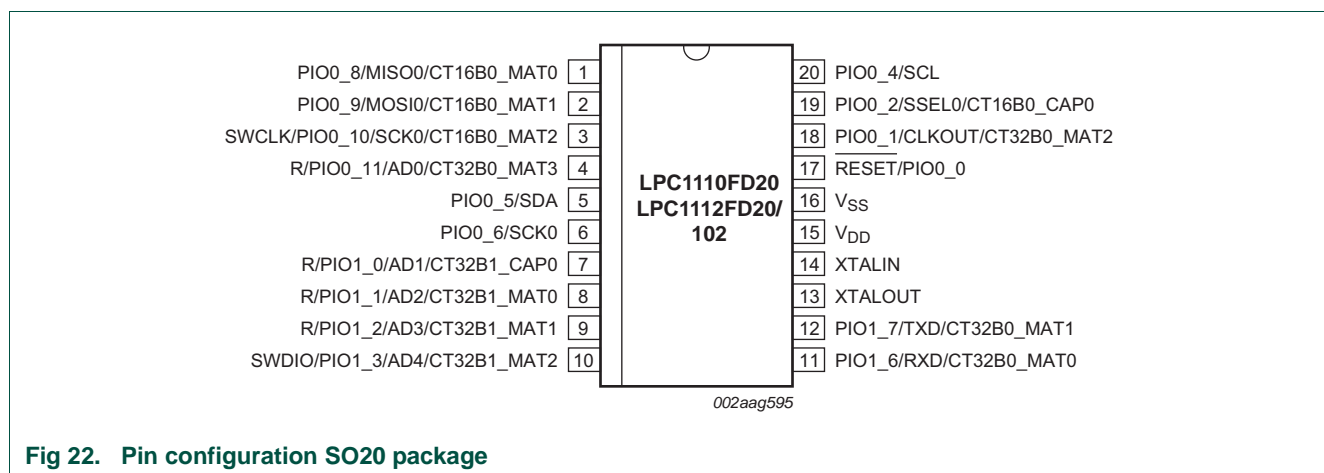 PIO0_8/MISO0/CT16B0_MAT0 1
PIO0_9/MOSI0/CT16B0_MAT1 2
SWCLK/PIO0_10/SCK0/CT16B0_MAT2 3
R/PIO0_11/AD0/CT32B0_MAT3 4
PIO0_5/SDA 5
PIO0_6/SCK0 6
R/PIO1_0/AD1/CT32B1_CAP0 7
R/PIO1_1/AD2/CT32B1_MAT0 8
R/PIO1_2/AD3/CT32B1_MAT1 9
SWDIO/PIO1_3/AD4/CT32B1_MAT2 10
LPC1110FD20
LPC1112FD20/
102
20 PIO0_4/SCL
19 PIO0_2/SSEL0/CT16B0_CAP0
18 PIO0_1/CLKOUT/CT32B0_MAT2
17 RESET/PIO0_0
16 VSS
15 VDD
14 XTALIN
13 XTALOUT
12 PIO1_7/TXD/CT32B0_MAT1
11 PIO1_6/RXD/CT32B0_MAT0
002aag595
Fig 22. Pin configuration SO20 package